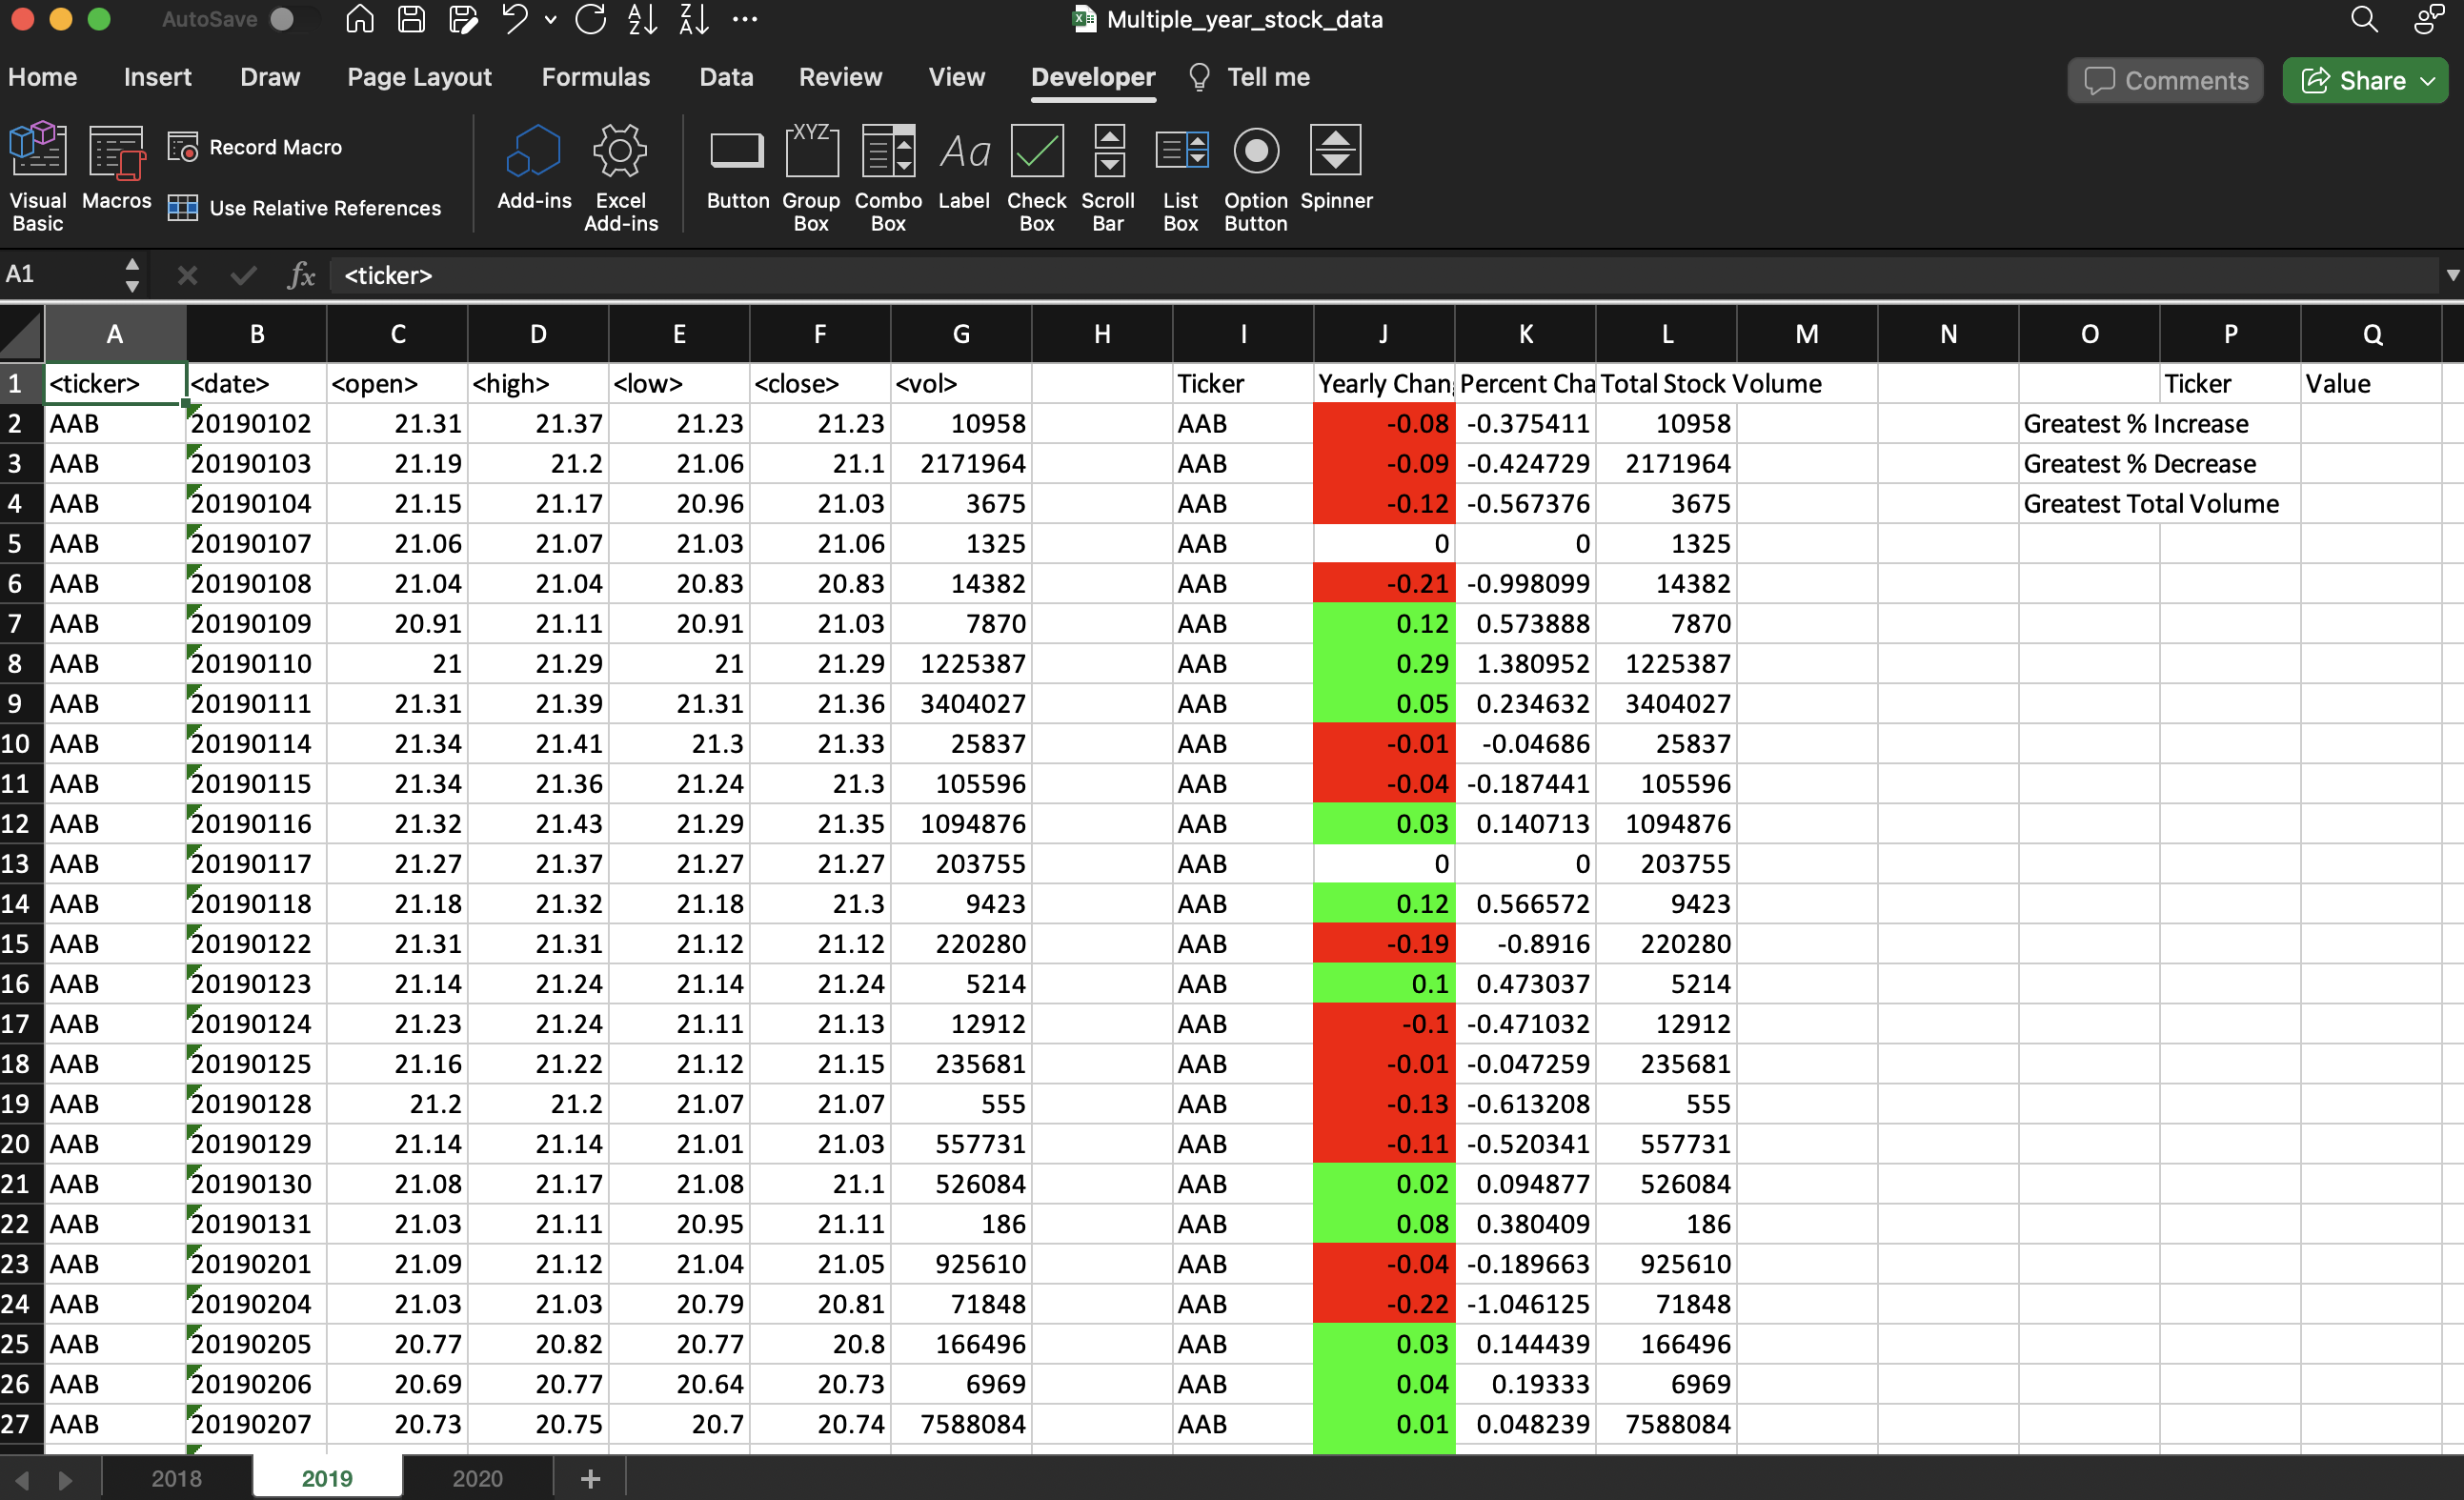 AutoSave
Multiple_year_stock_data
Home Insert Draw Page Layout Formulas Data Review View Developer Tell me Comments Share
Visual Basic
Macros
Record Macro
Use Relative References
Add-ins
Excel Add-ins
Button
Group Box
Combo Box
Label
Check Box
Scroll Bar
List Box
Option Button
Spinner
A1 fx <ticker>
A B C D E F G H I J K L M N O P Q
1 <ticker> <date> <open> <high> <low> <close> <vol> Ticker Yearly Chan Percent Cha Total Stock Volume Ticker Value
2 AAB 20190102 21.31 21.37 21.23 21.23 10958 AAB -0.08 -0.375411 10958 Greatest % Increase
3 AAB 20190103 21.19 21.2 21.06 21.1 2171964 AAB -0.09 -0.424729 2171964 Greatest % Decrease
4 AAB 20190104 21.15 21.17 20.96 21.03 3675 AAB -0.12 -0.567376 3675 Greatest Total Volume
5 AAB 20190107 21.06 21.07 21.03 21.06 1325 AAB 0 0 1325
6 AAB 20190108 21.04 21.04 20.83 20.83 14382 AAB -0.21 -0.998099 14382
7 AAB 20190109 20.91 21.11 20.91 21.03 7870 AAB 0.12 0.573888 7870
8 AAB 20190110 21 21.29 21 21.29 1225387 AAB 0.29 1.380952 1225387
9 AAB 20190111 21.31 21.39 21.31 21.36 3404027 AAB 0.05 0.234632 3404027
10 AAB 20190114 21.34 21.41 21.3 21.33 25837 AAB -0.01 -0.04686 25837
11 AAB 20190115 21.34 21.36 21.24 21.3 105596 AAB -0.04 -0.187441 105596
12 AAB 20190116 21.32 21.43 21.29 21.35 1094876 AAB 0.03 0.140713 1094876
13 AAB 20190117 21.27 21.37 21.27 21.27 203755 AAB 0 0 203755
14 AAB 20190118 21.18 21.32 21.18 21.3 9423 AAB 0.12 0.566572 9423
15 AAB 20190122 21.31 21.31 21.12 21.12 220280 AAB -0.19 -0.8916 220280
16 AAB 20190123 21.14 21.24 21.14 21.24 5214 AAB 0.1 0.473037 5214
17 AAB 20190124 21.23 21.24 21.11 21.13 12912 AAB -0.1 -0.471032 12912
18 AAB 20190125 21.16 21.22 21.12 21.15 235681 AAB -0.01 -0.047259 235681
19 AAB 20190128 21.2 21.2 21.07 21.07 555 AAB -0.13 -0.613208 555
20 AAB 20190129 21.14 21.14 21.01 21.03 557731 AAB -0.11 -0.520341 557731
21 AAB 20190130 21.08 21.17 21.08 21.1 526084 AAB 0.02 0.094877 526084
22 AAB 20190131 21.03 21.11 20.95 21.11 186 AAB 0.08 0.380409 186
23 AAB 20190201 21.09 21.12 21.04 21.05 925610 AAB -0.04 -0.189663 925610
24 AAB 20190204 21.03 21.03 20.79 20.81 71848 AAB -0.22 -1.046125 71848
25 AAB 20190205 20.77 20.82 20.77 20.8 166496 AAB 0.03 0.144439 166496
26 AAB 20190206 20.69 20.77 20.64 20.73 6969 AAB 0.04 0.19333 6969
27 AAB 20190207 20.73 20.75 20.7 20.74 7588084 AAB 0.01 0.048239 7588084
2018 2019 2020 +